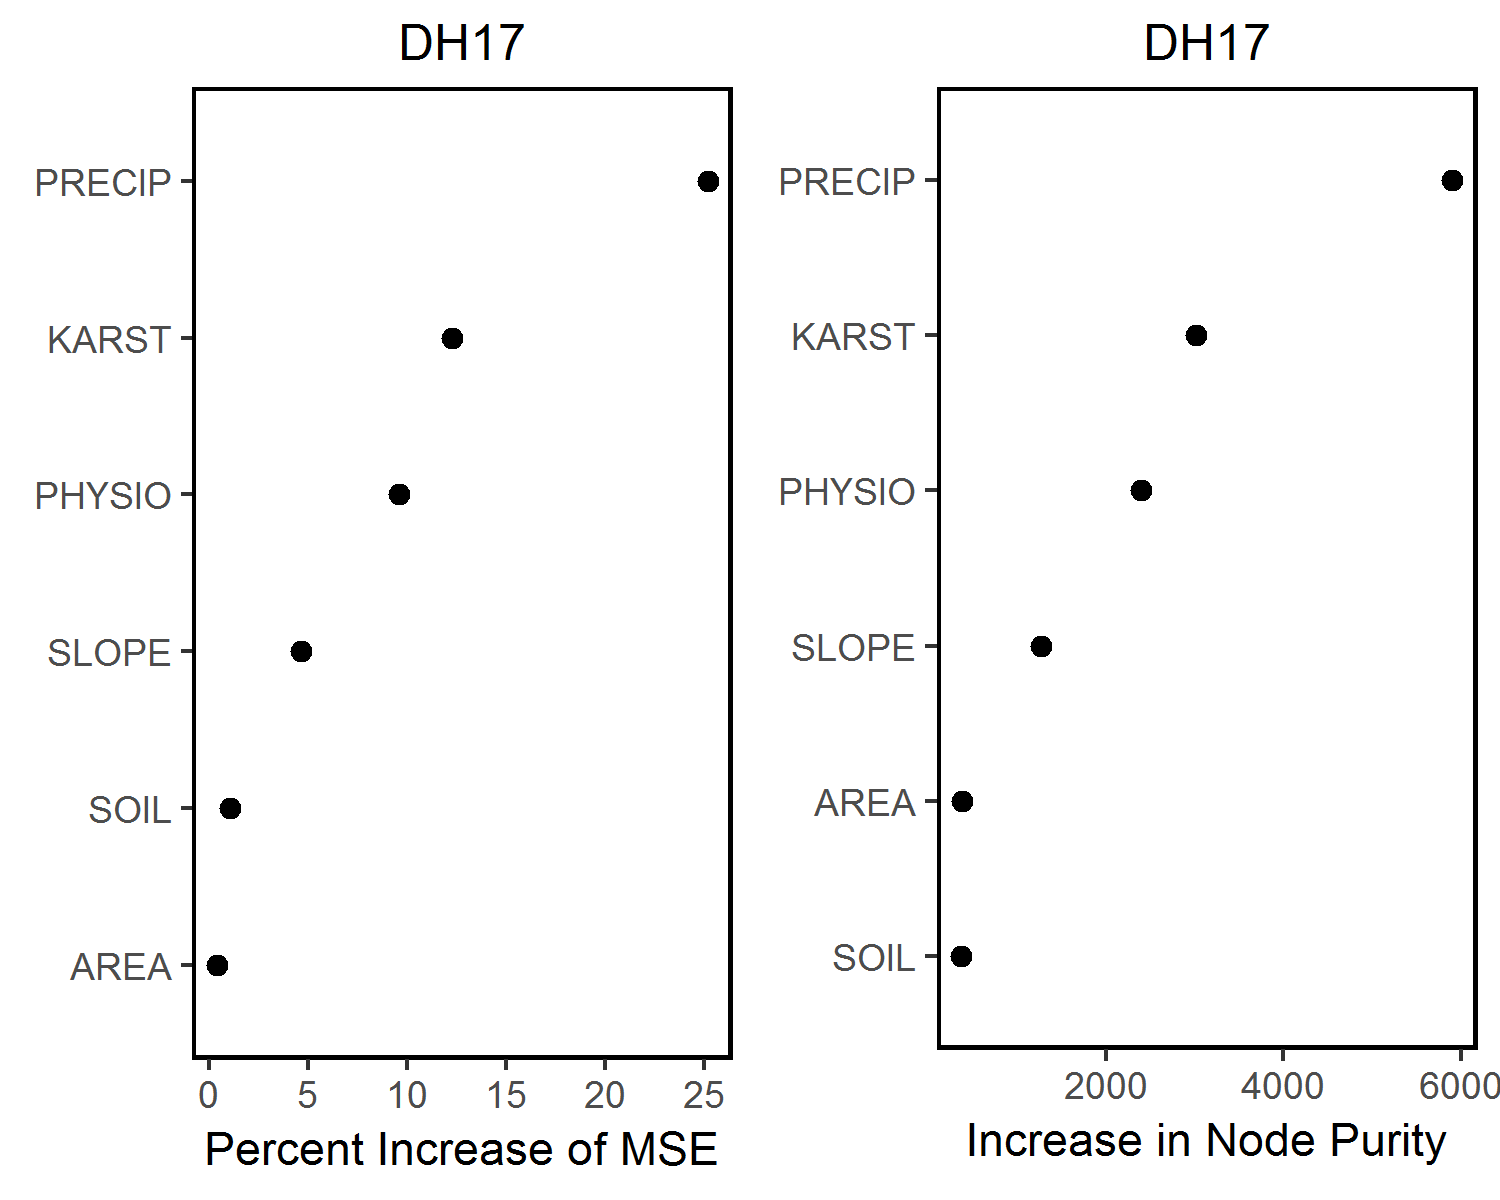 DH17
PRECIP
KARST
PHYSIO
SLOPE
SOIL
AREA
0 5 10 15 20 25
Percent Increase of MSE
DH17
PRECIP
KARST
PHYSIO
SLOPE
AREA
SOIL
2000 4000 6000
Increase in Node Purity